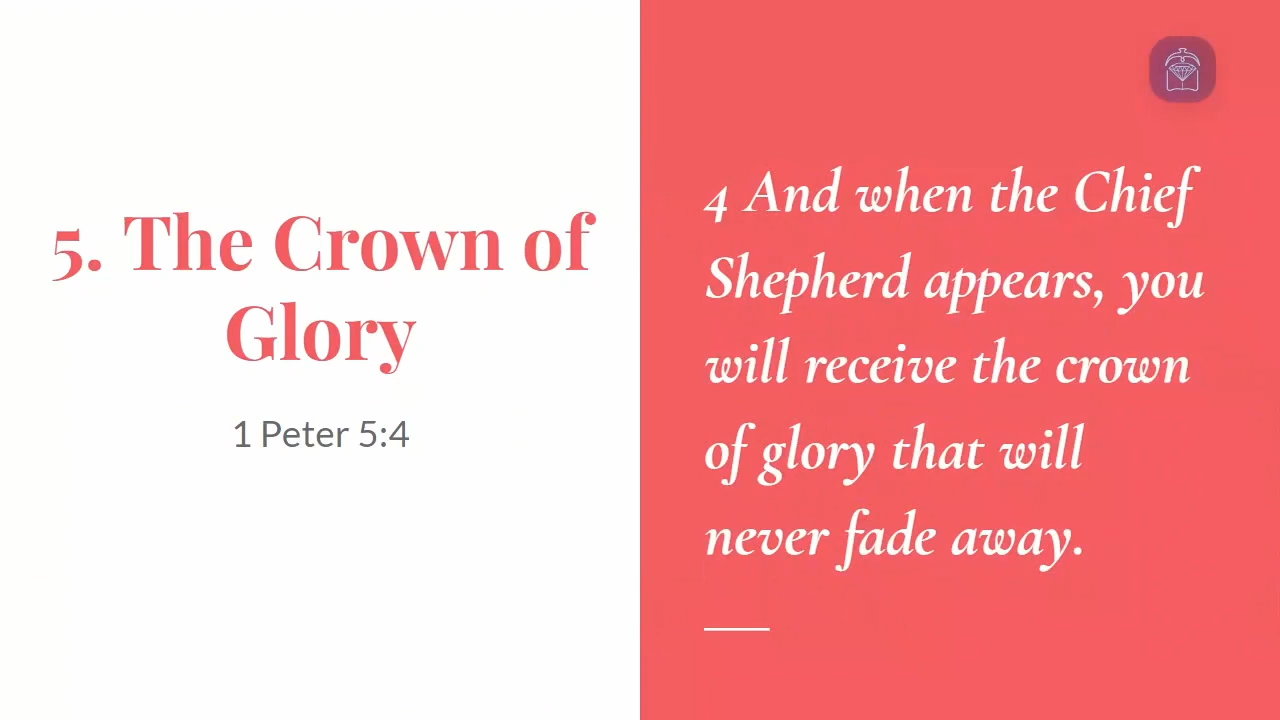 5. The Crown of
Glory
1 Peter 5:4
4 And when the Chief
Shepherd appears, you
will receive the crown
of glory that will
never fade away.